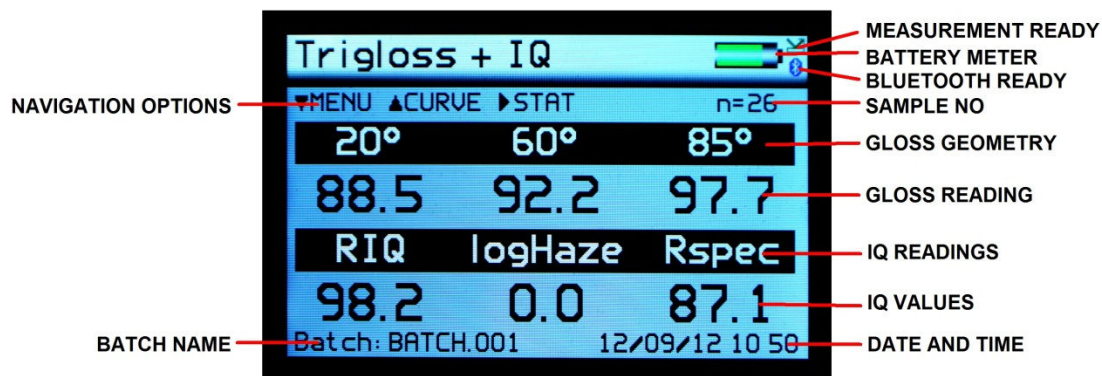 Trigloss + IQ
MEASUREMENT READY
BATTERY METER
BLUETOOTH READY
NAVIGATION OPTIONS
▼MENU ▲CURVE ▶STAT n=26
SAMPLE NO
20° 60° 85°
GLOSS GEOMETRY
88.5 92.2 97.7
GLOSS READING
RIQ logHaze Rspec
IQ READINGS
98.2 0.0 87.1
IQ VALUES
BATCH NAME
Batch: BATCH.001 12/09/12 10 50
DATE AND TIME